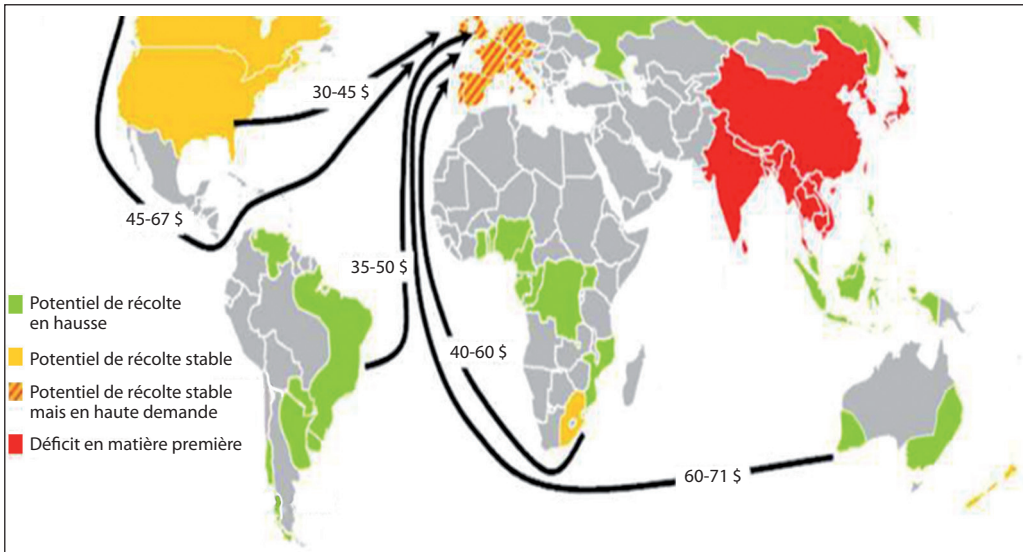 30-45 $
45-67 $
35-50 $
Potentiel de récolte
en hausse
Potentiel de récolte stable
40-60 $
Potentiel de récolte stable
mais en haute demande
Déficit en matière première
60-71 $